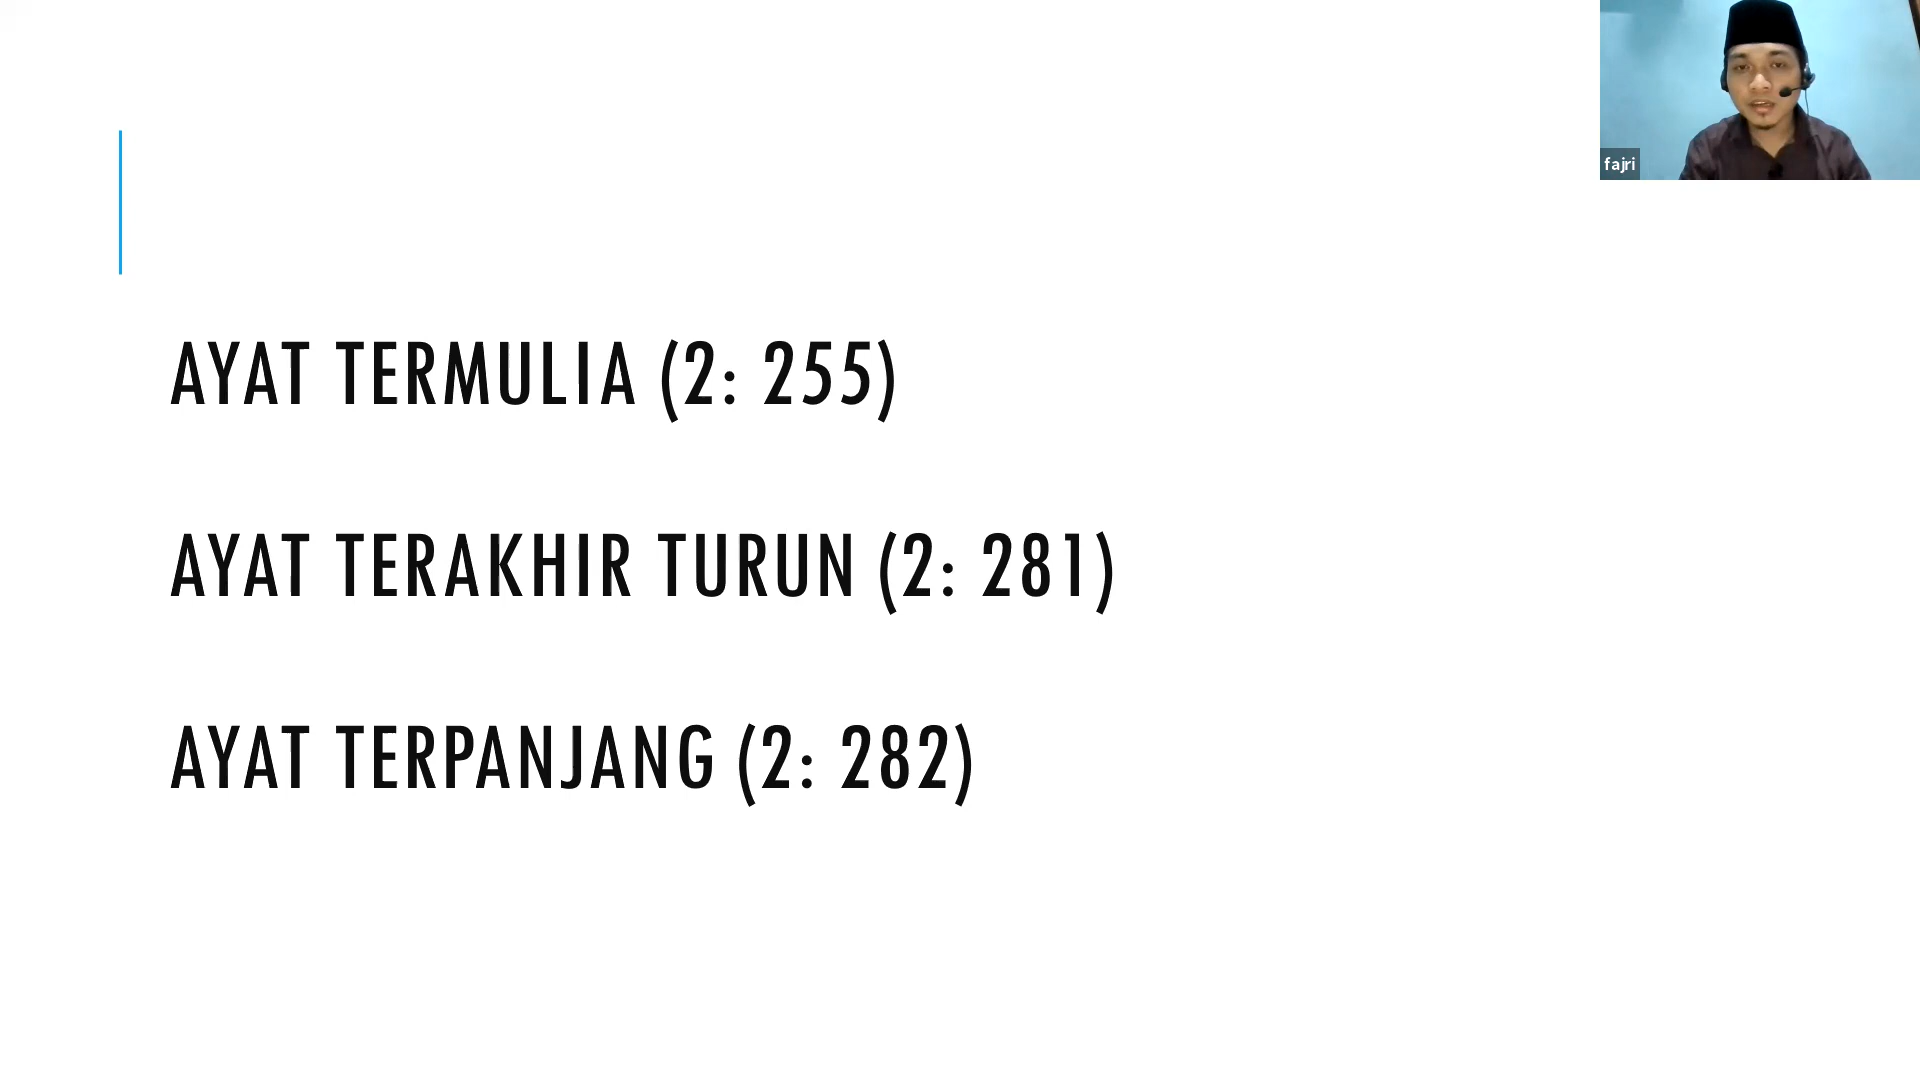 fajri
AYAT TERMULIA (2: 255)
AYAT TERAKHIR TURUN (2: 281)
AYAT TERPANJANG (2: 282)